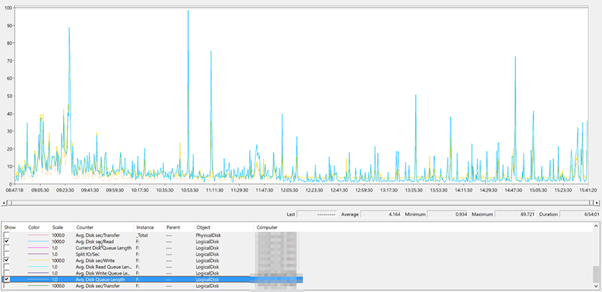 100
90
80
70
60
50
40
30
20
10
0
08:47:18 09:05:30 09:23:30 09:41:30 09:59:30 10:17:30 10:35:30 10:53:30 11:11:30 11:29:30 11:47:30 12:05:30 12:23:30 12:41:30 12:59:30 13:17:30 13:35:30 13:53:30 14:11:30 14:29:30 14:47:30 15:05:30 15:23:30 15:41:20
Last ---------- Average 4.164 Minimum 0.934 Maximum 89.721 Duration 6:54:01
Show Color Scale Counter Instance Parent Object Computer
1000.0 Avg. Disk sec/Transfer _Total ---- PhysicalDisk
1000.0 Avg. Disk sec/Read F: ---- LogicalDisk
1.0 Current Disk Queue Length F: ---- LogicalDisk
1.0 Split IO/Sec F: ---- LogicalDisk
1000.0 Avg. Disk sec/Write F: ---- LogicalDisk
1.0 Avg. Disk Read Queue Len... F: ---- LogicalDisk
1.0 Avg. Disk Write Queue Le... F: ---- LogicalDisk
1.0 Avg. Disk Queue Length F: ---- LogicalDisk
1000.0 Avg. Disk sec/Transfer F: ---- LogicalDisk